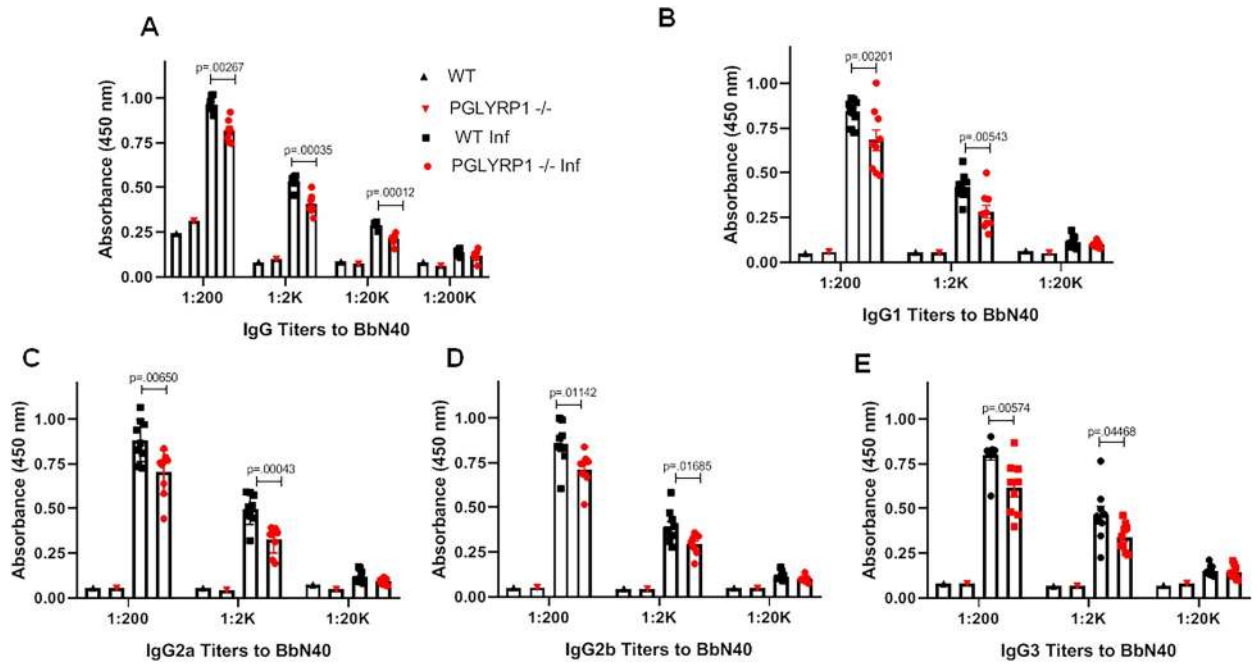 A
Absorbance (450 nm)
1.00
0.75
0.50
0.25
0.00
p=.00267
p=.00035
p=.00012
1:200 1:2K 1:20K 1:200K
IgG Titers to BbN40
WT
PGLYRP1 -/-
WT Inf
PGLYRP1 -/- Inf
B
Absorbance (450 nm)
1.00
0.75
0.50
0.25
0.00
p=.00201
p=.00543
1:200 1:2K 1:20K
IgG1 Titers to BbN40
C
Absorbance (450 nm)
1.00
0.75
0.50
0.25
0.00
p=.00650
p=.00043
1:200 1:2K 1:20K
IgG2a Titers to BbN40
D
Absorbance (450 nm)
1.00
0.75
0.50
0.25
0.00
p=.01142
p=.01685
1:200 1:2K 1:20K
IgG2b Titers to BbN40
E
Absorbance (450 nm)
1.00
0.75
0.50
0.25
0.00
p=.00574
p=.04468
1:200 1:2K 1:20K
IgG3 Titers to BbN40